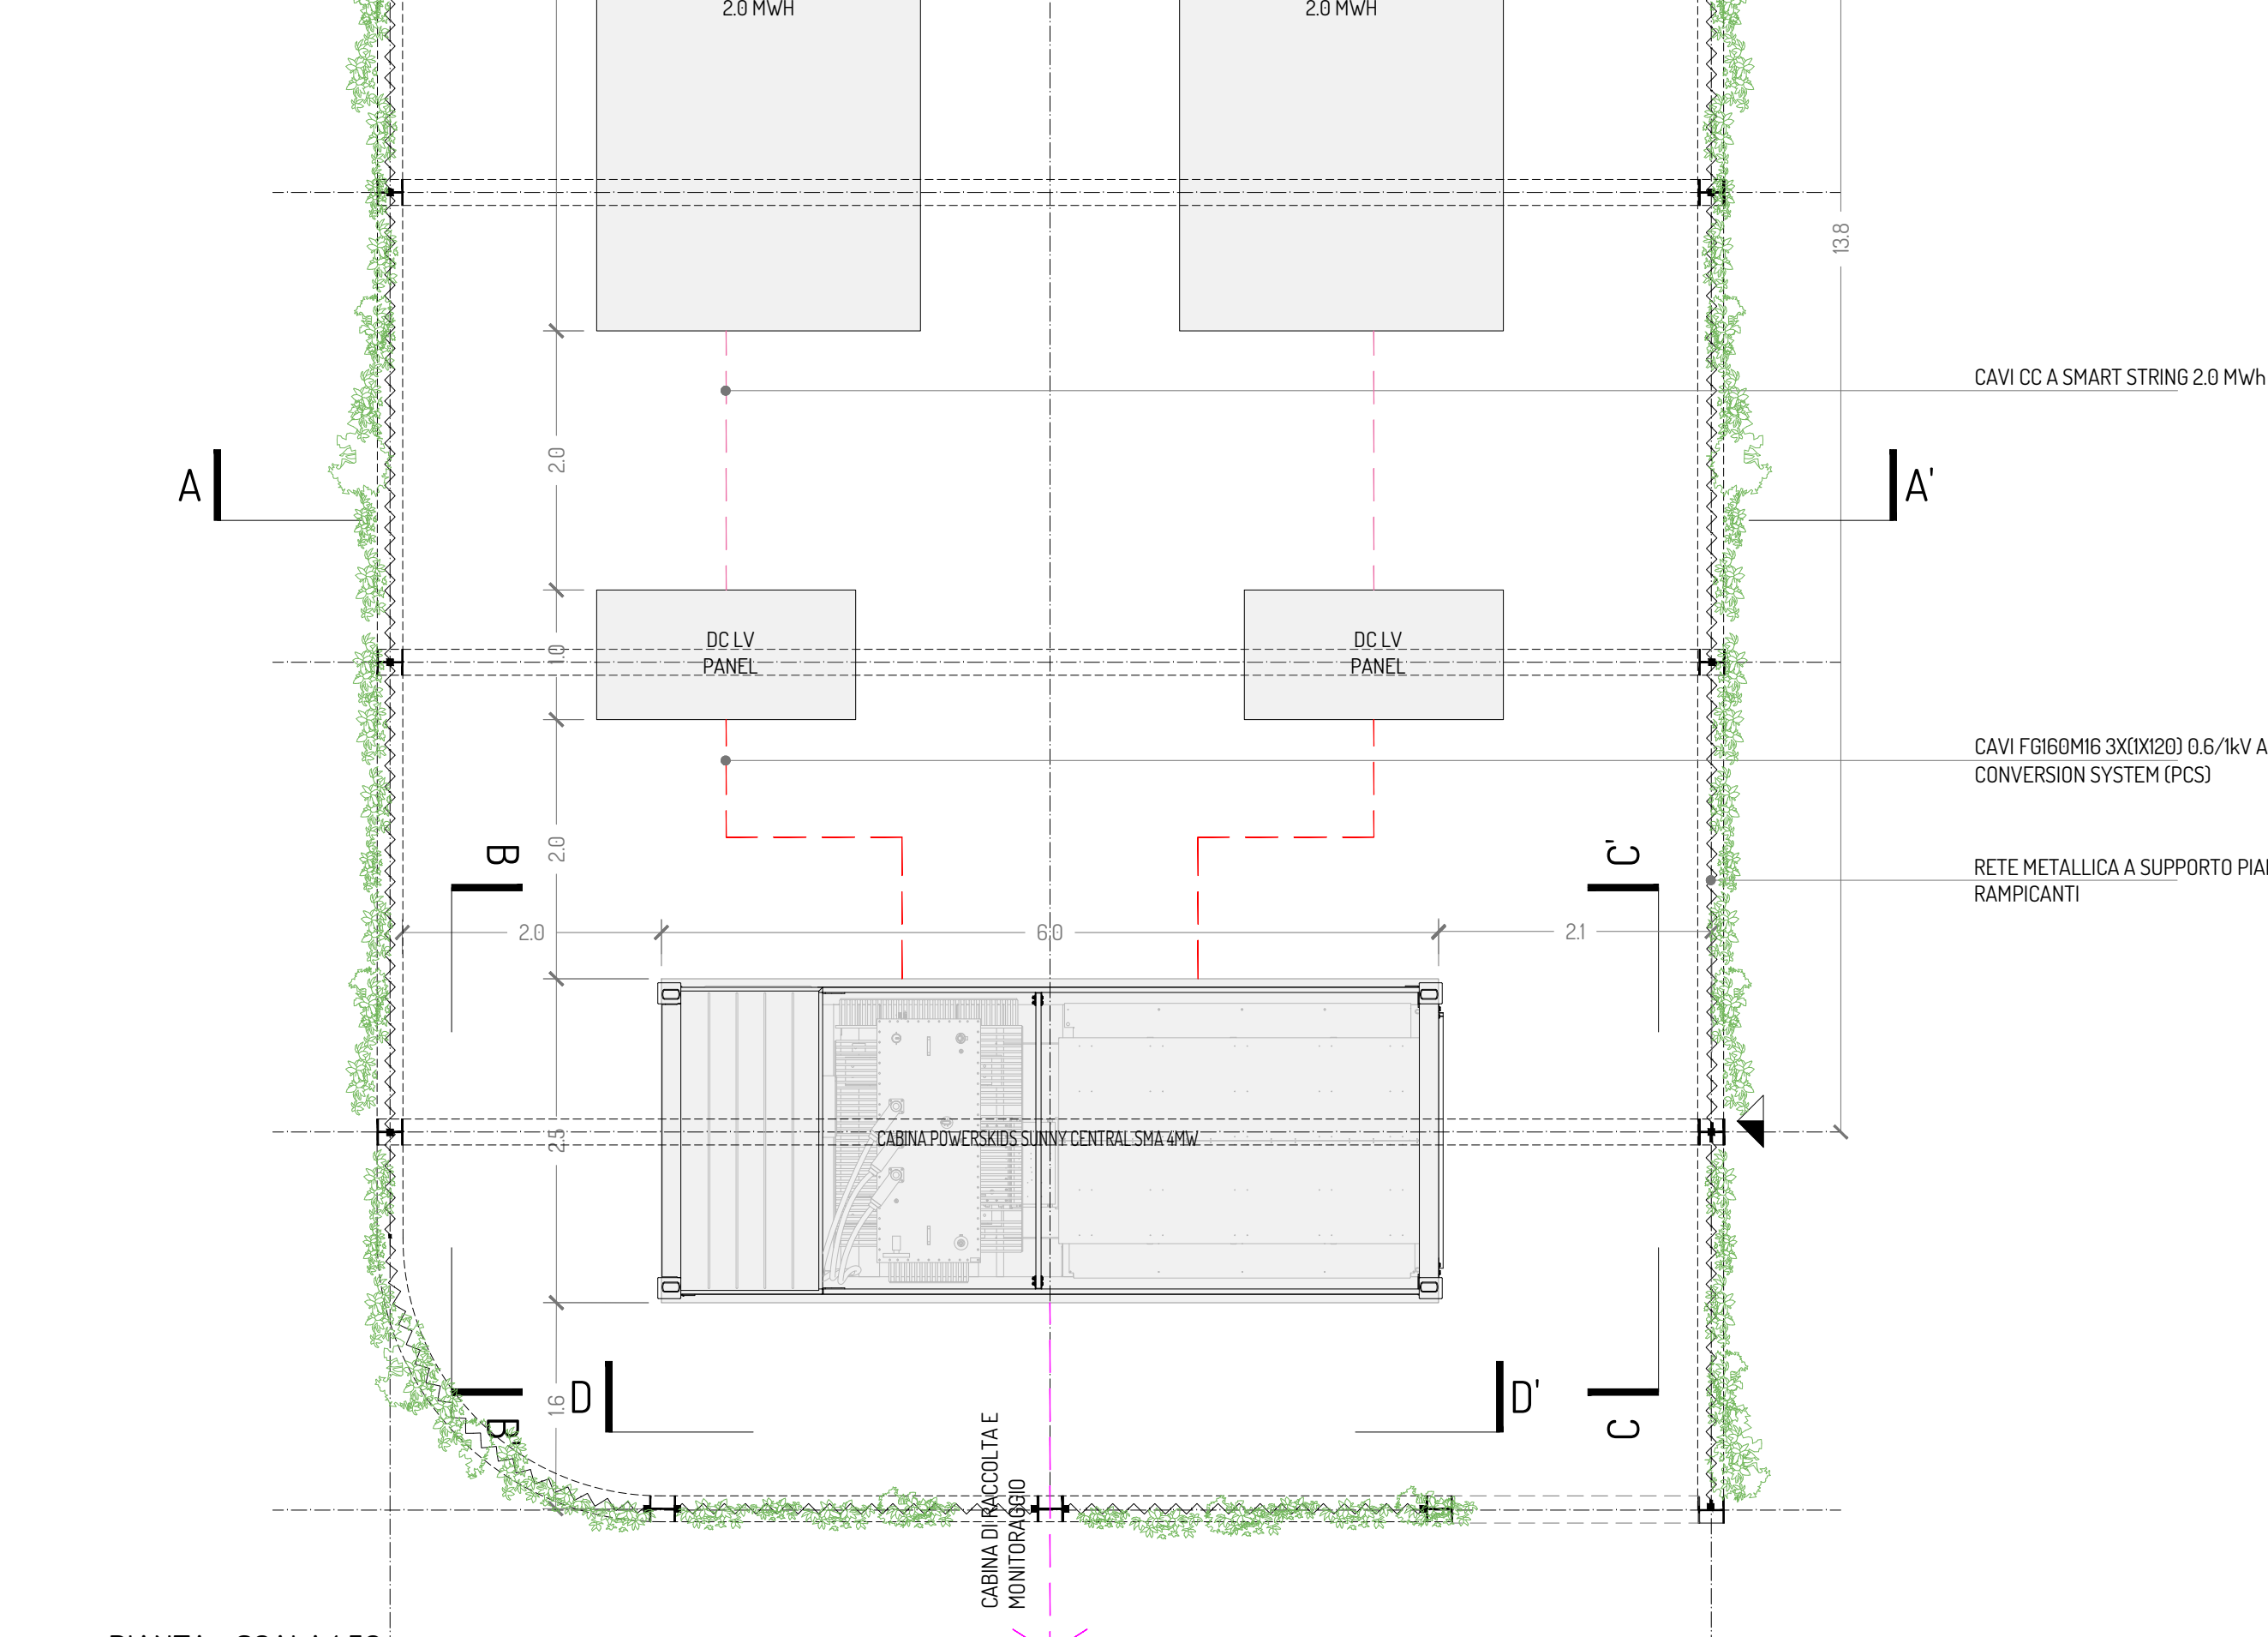 2.0 MWH
2.0 MWH
13.8
CAVI CC A SMART STRING 2.0 MWh
2.0
A
A'
DC LV
PANEL
DC LV
PANEL
1.0
CAVI FG16OM16 3X(1X120) 0.6/1kV A
CONVERSION SYSTEM (PCS)
2.0
B
C'
RETE METALLICA A SUPPORTO
RAMPICANTI
2.0
6.0
2.1
CABINA POWERSKIDS SUNNY CENTRAL SMA 4MW
2.5
1.6
D
D'
B'
C
CABINA DI RACCOLTA E
MONITORAGGIO